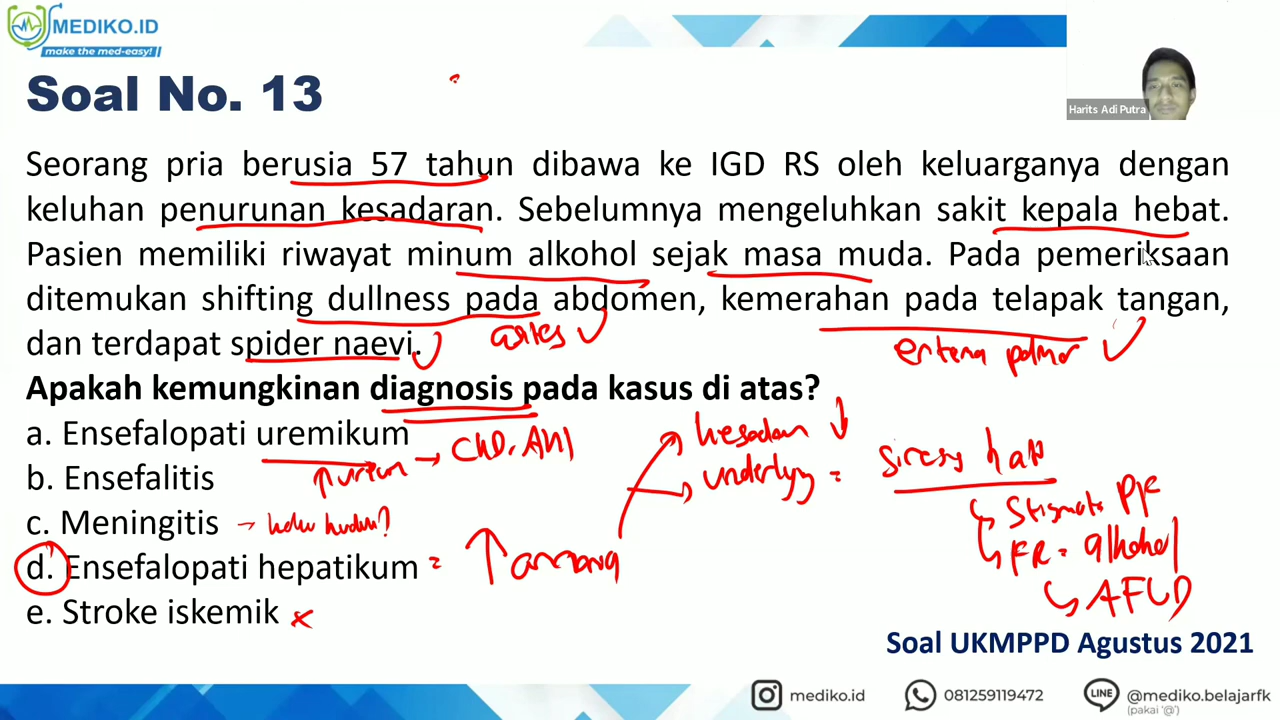 MEDIKO.ID
make the med-easy!
Harits Adi Putra
Soal No. 13
Seorang pria berusia 57 tahun dibawa ke IGD RS oleh keluarganya dengan
keluhan penurunan kesadaran. Sebelumnya mengeluhkan sakit kepala hebat.
Pasien memiliki riwayat minum alkohol sejak masa muda. Pada pemeriksaan
ditemukan shifting dullness pada abdomen, kemerahan pada telapak tangan,
dan terdapat spider naevi.
asites
eritema palmar
Apakah kemungkinan diagnosis pada kasus di atas?
a. Ensefalopati uremikum
↑ureum → CKD, AKI
b. Ensefalitis
c. Meningitis → kaku kuduk?
d. Ensefalopati hepatikum = ↑
kesadaran ↓
underlying = sirosis hati
Stigmata
FR = alkohol
AFLD
e. Stroke iskemik x
Soal UKMPPD Agustus 2021
mediko.id
081259119472
LINE
@mediko.belajarfk
(pakai '@')